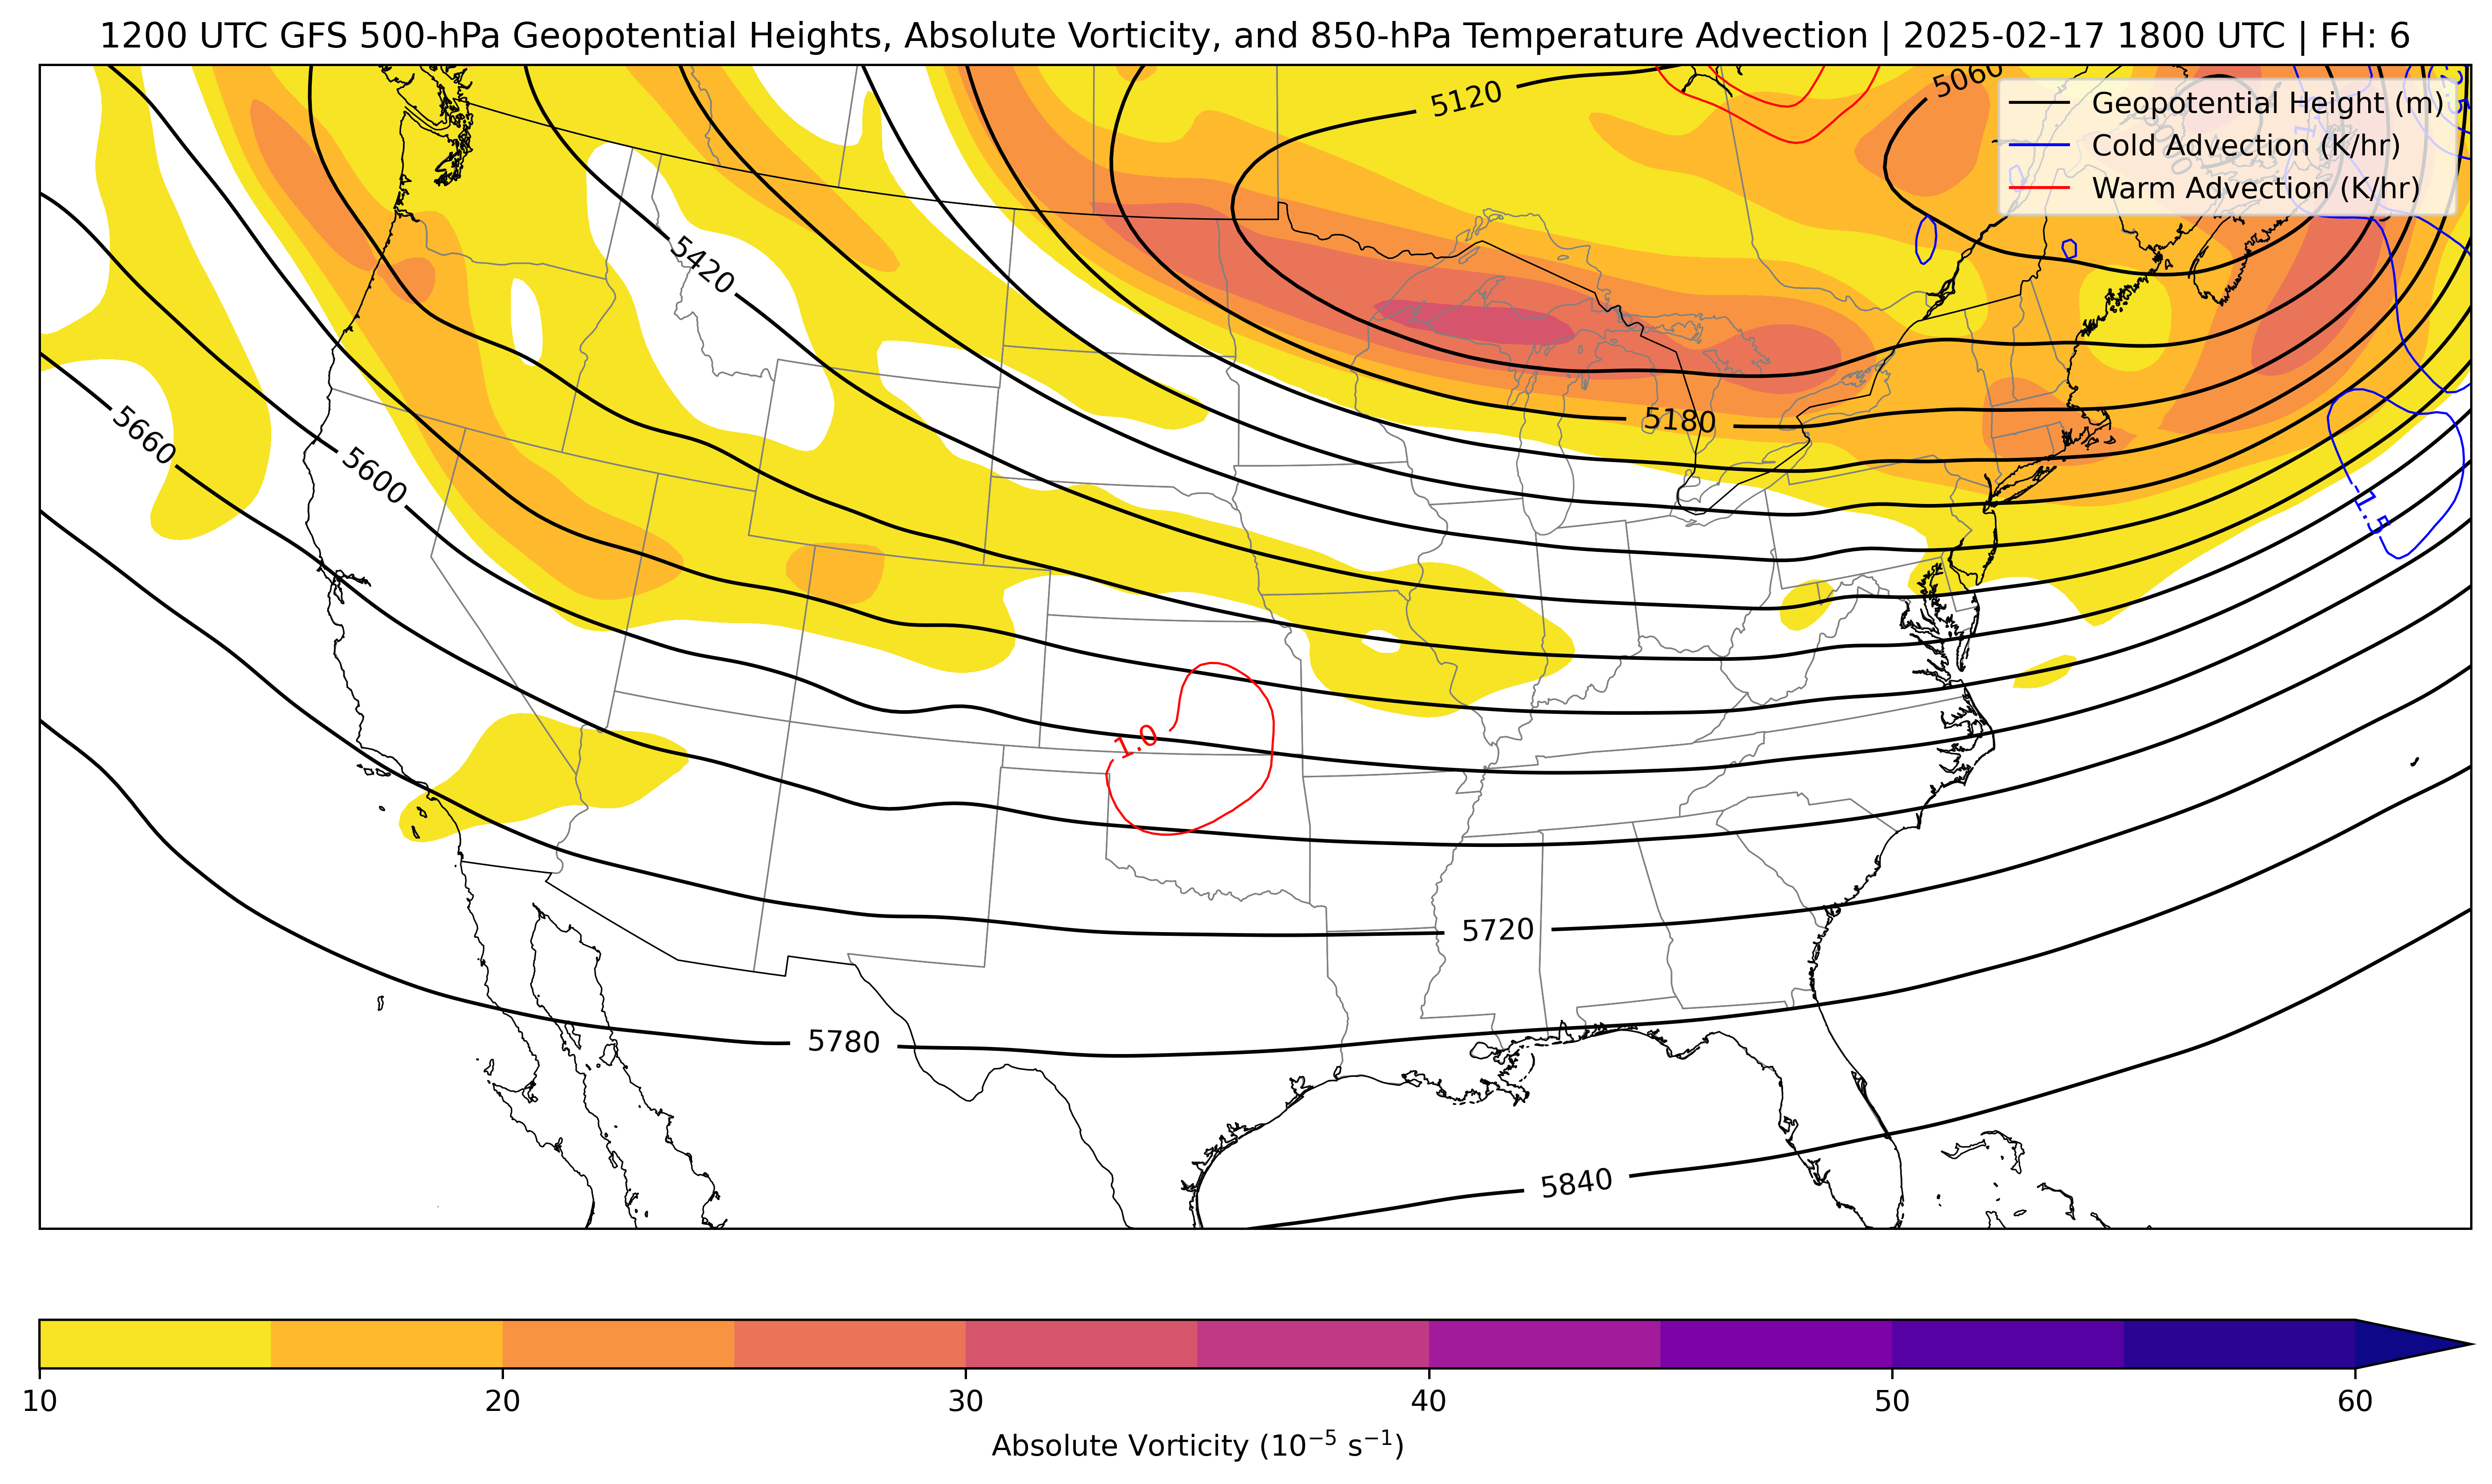 1200 UTC GFS 500-hPa Geopotential Heights, Absolute Vorticity, and 850-hPa Temperature Advection | 2025-02-17 1800 UTC | FH: 6
5120
5060
Geopotential Height (m)
Cold Advection (K/hr)
Warm Advection (K/hr)
5420
5180
5660
5600
-1.5
1.0
5720
5780
5840
10 20 30 40 50 60
Absolute Vorticity (10⁻⁵ s⁻¹)